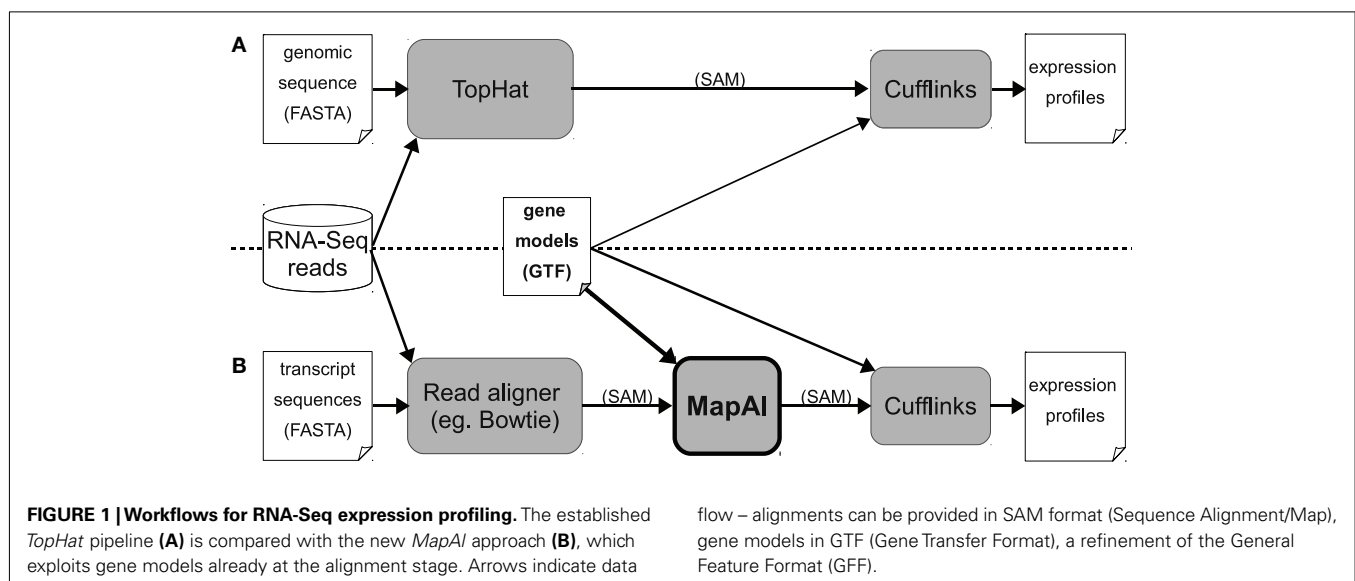 A
genomic
sequence
(FASTA)
TopHat
(SAM)
Cufflinks
expression
profiles
RNA-Seq
reads
gene
models
(GTF)
B
transcript
sequences
(FASTA)
Read aligner
(eg. Bowtie)
(SAM)
MapAl
(SAM)
Cufflinks
expression
profiles
FIGURE 1 | Workflows for RNA-Seq expression profiling. The established
TopHat pipeline (A) is compared with the new MapAl approach (B), which
exploits gene models already at the alignment stage. Arrows indicate data
flow – alignments can be provided in SAM format (Sequence Alignment/Map),
gene models in GTF (Gene Transfer Format), a refinement of the General
Feature Format (GFF).